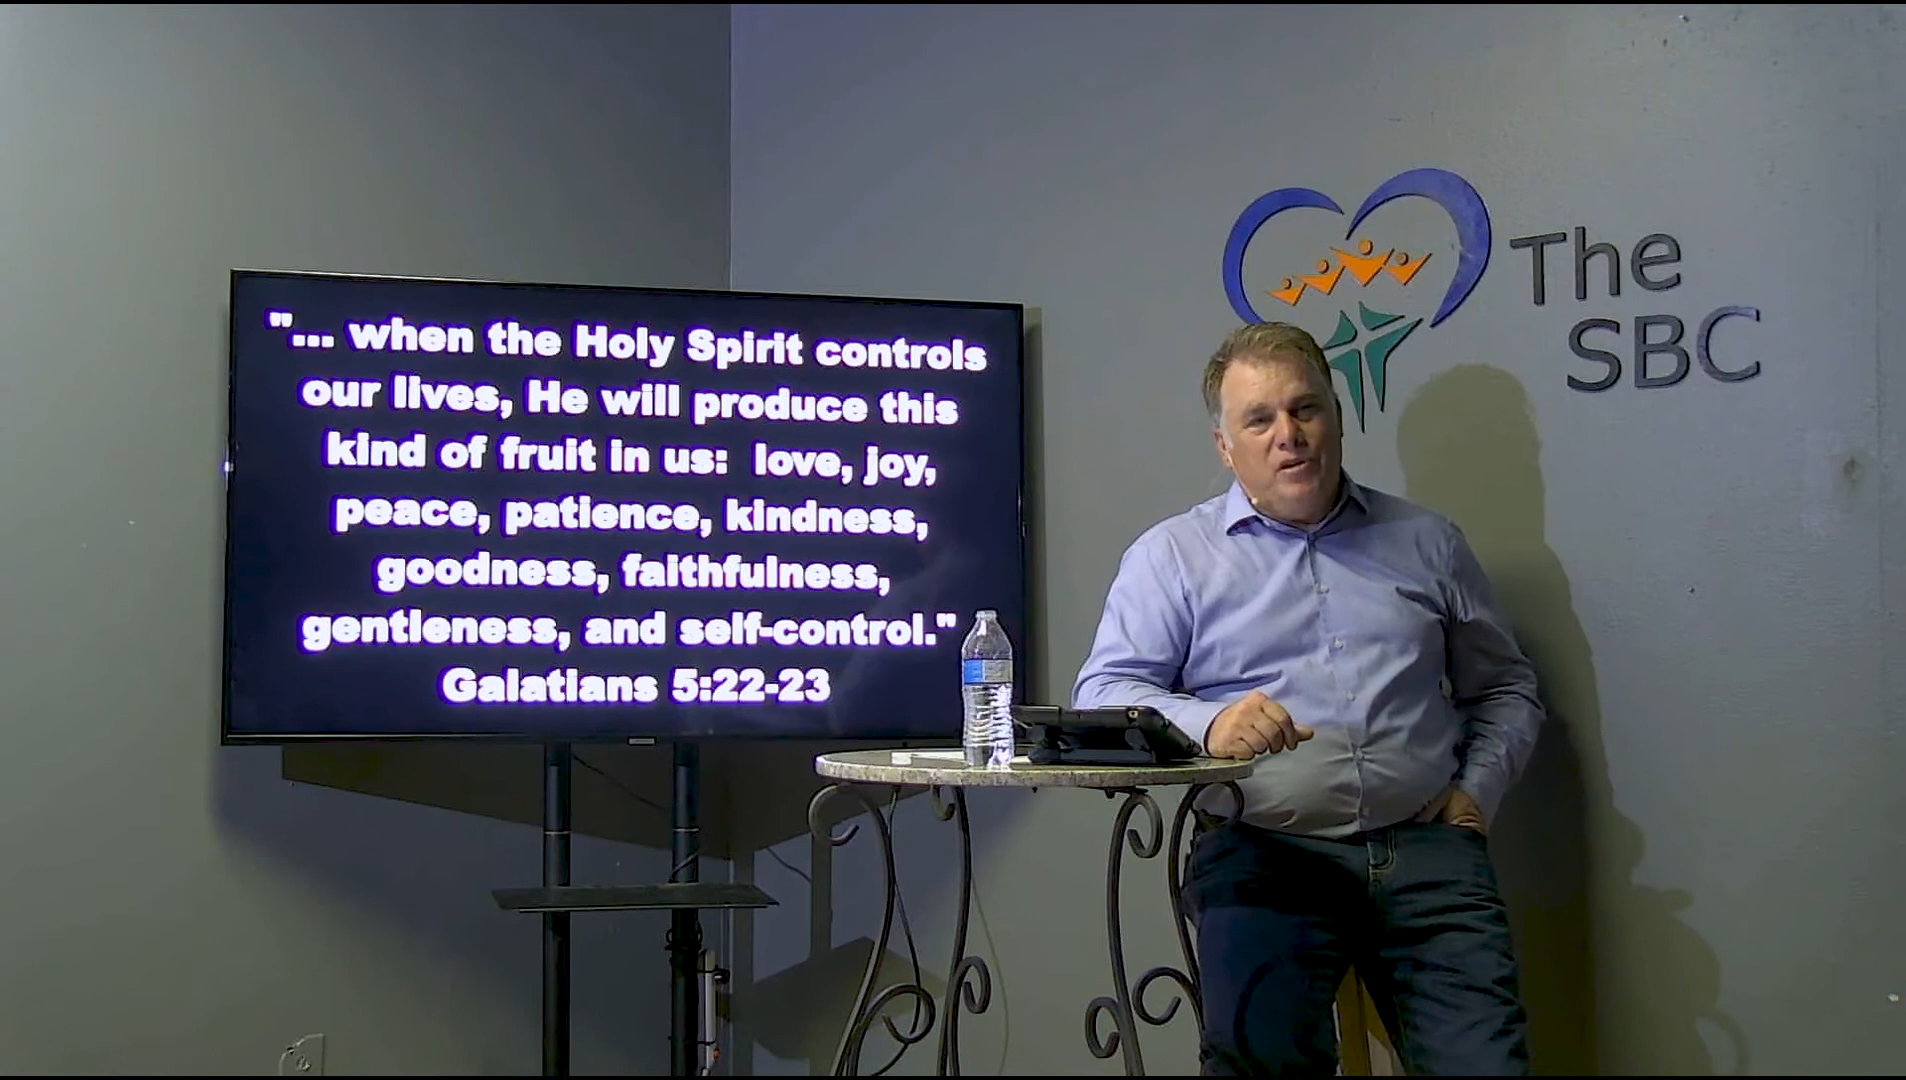 "... when the Holy Spirit controls
our lives, He will produce this
kind of fruit in us:  love, joy,
peace, patience, kindness,
goodness, faithfulness,
gentleness, and self-control."
Galatians 5:22-23
The
SBC